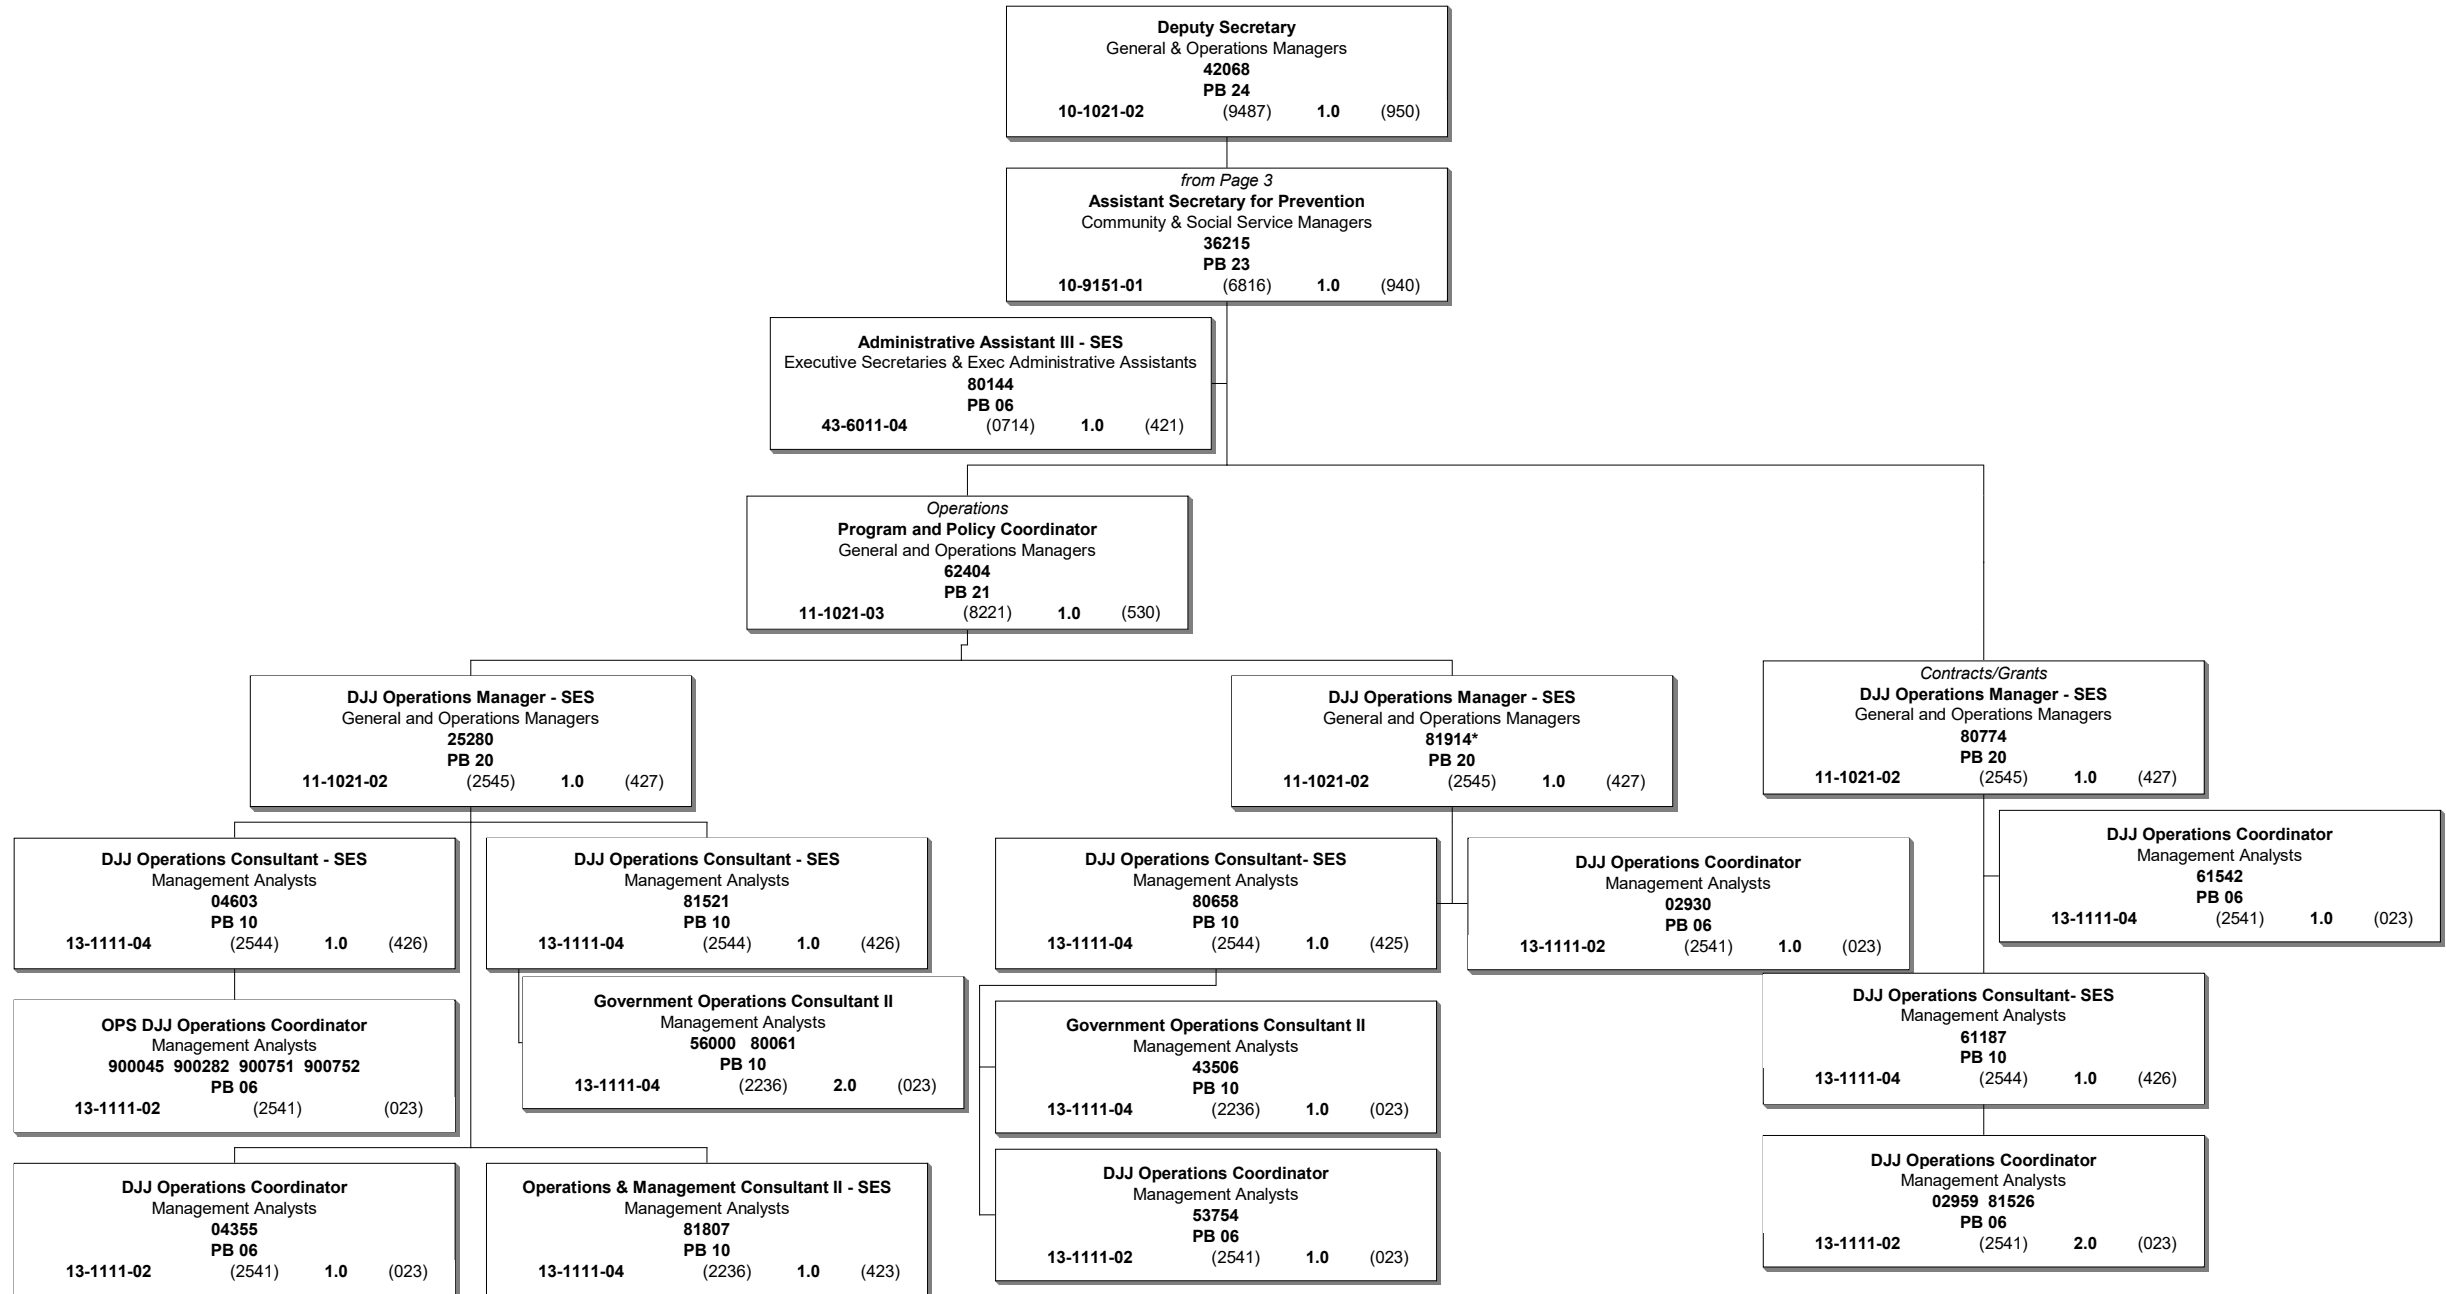 Deputy Secretary
General & Operations Managers
42068
PB 24
10-1021-02 (9487) 1.0 (950)
from Page 3
Assistant Secretary for Prevention
Community & Social Service Managers
36215
PB 23
10-9151-01 (6816) 1.0 (940)
Administrative Assistant III - SES
Executive Secretaries & Exec Administrative Assistants
80144
PB 06
43-6011-04 (0714) 1.0 (421)
Operations
Program and Policy Coordinator
General and Operations Managers
62404
PB 21
11-1021-03 (8221) 1.0 (530)
DJJ Operations Manager - SES
General and Operations Managers
25280
PB 20
11-1021-02 (2545) 1.0 (427)
DJJ Operations Manager - SES
General and Operations Managers
81914*
PB 20
11-1021-02 (2545) 1.0 (427)
Contracts/Grants
DJJ Operations Manager - SES
General and Operations Managers
80774
PB 20
11-1021-02 (2545) 1.0 (427)
DJJ Operations Consultant - SES
Management Analysts
04603
PB 10
13-1111-04 (2544) 1.0 (426)
DJJ Operations Consultant - SES
Management Analysts
81521
PB 10
13-1111-04 (2544) 1.0 (426)
DJJ Operations Consultant- SES
Management Analysts
80658
PB 10
13-1111-04 (2544) 1.0 (425)
DJJ Operations Coordinator
Management Analysts
02930
PB 06
13-1111-02 (2541) 1.0 (023)
DJJ Operations Coordinator
Management Analysts
61542
PB 06
13-1111-04 (2541) 1.0 (023)
OPS DJJ Operations Coordinator
Management Analysts
900045 900282 900751 900752
PB 06
13-1111-02 (2541) (023)
Government Operations Consultant II
Management Analysts
56000 80061
PB 10
13-1111-04 (2236) 2.0 (023)
Government Operations Consultant II
Management Analysts
43506
PB 10
13-1111-04 (2236) 1.0 (023)
DJJ Operations Consultant- SES
Management Analysts
61187
PB 10
13-1111-04 (2544) 1.0 (426)
DJJ Operations Coordinator
Management Analysts
04355
PB 06
13-1111-02 (2541) 1.0 (023)
Operations & Management Consultant II - SES
Management Analysts
81807
PB 10
13-1111-04 (2236) 1.0 (423)
DJJ Operations Coordinator
Management Analysts
53754
PB 06
13-1111-02 (2541) 1.0 (023)
DJJ Operations Coordinator
Management Analysts
02959 81526
PB 06
13-1111-02 (2541) 2.0 (023)